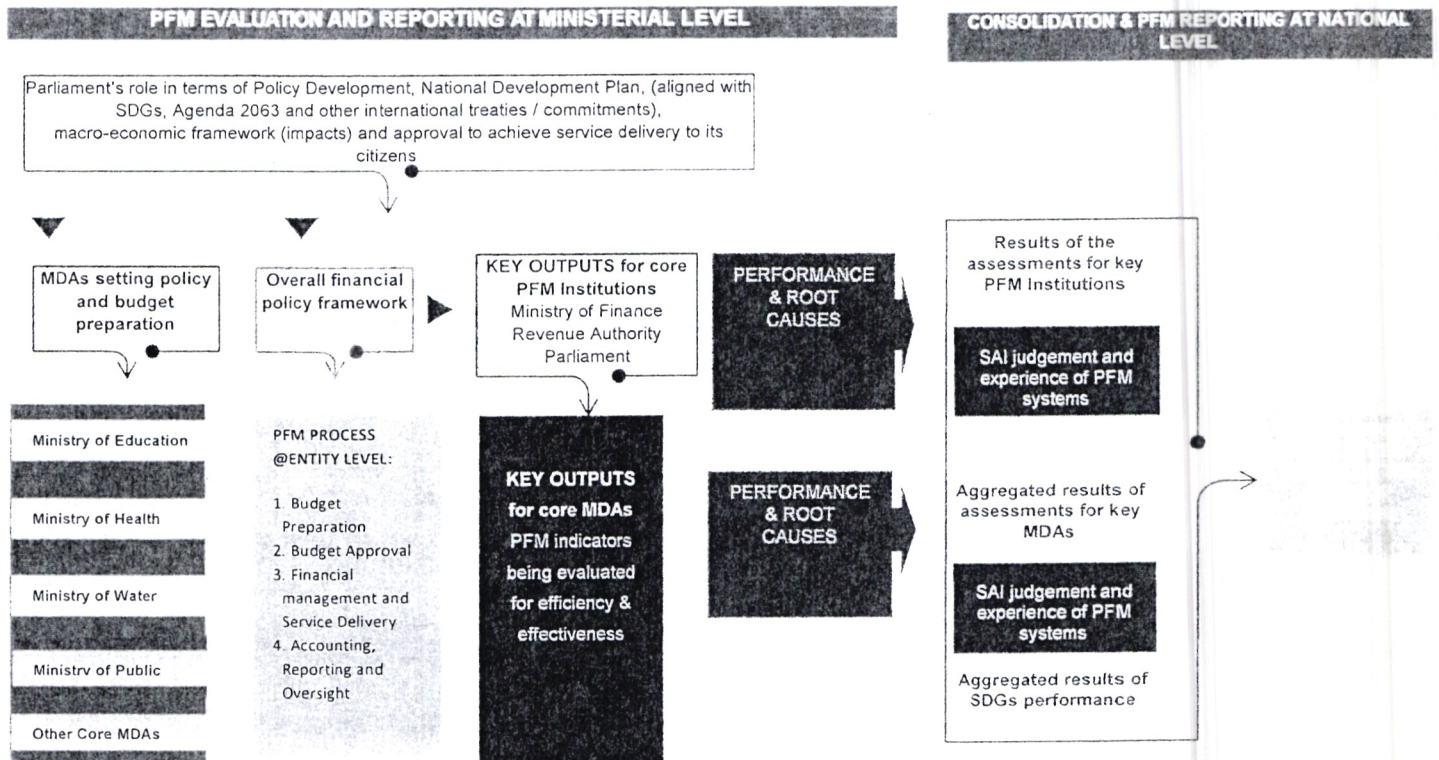 PFM EVALUATION AND REPORTING AT MINISTERIAL LEVEL
CONSOLIDATION & PFM REPORTING AT NATIONAL
LEVEL
Parliament's role in terms of Policy Development, National Development Plan, (aligned with
SDGs, Agenda 2063 and other international treaties / commitments),
macro-economic framework (impacts) and approval to achieve service delivery to its
citizens
MDAs setting policy
and budget
preparation
Overall financial
policy framework
KEY OUTPUTS for core
PFM Institutions
Ministry of Finance
Revenue Authority
Parliament
PERFORMANCE
& ROOT
CAUSES
Results of the
assessments for key
PFM Institutions
SAI judgement and
experience of PFM
systems
Ministry of Education
Ministry of Health
Ministry of Water
Ministry of Public
Other Core MDAs
PFM PROCESS
@ENTITY LEVEL:
1. Budget
Preparation
2. Budget Approval
3. Financial
management and
Service Delivery
4. Accounting,
Reporting and
Oversight
KEY OUTPUTS
for core MDAs
PFM indicators
being evaluated
for efficiency &
effectiveness
PERFORMANCE
& ROOT
CAUSES
Aggregated results of
assessments for key
MDAs
SAI judgement and
experience of PFM
systems
Aggregated results of
SDGs performance